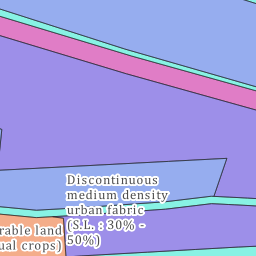 Discontinuous
medium density
urban fabric
(S.L. : 30% -
50%)
rable land
ual crops)